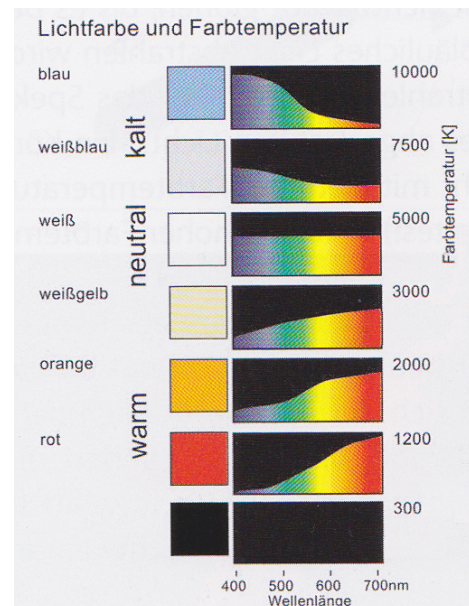 Lichtfarbe und Farbtemperatur
blau
10000
weißblau
7500
kalt
weiß
5000
neutral
weißgelb
3000
orange
2000
warm
rot
1200
300
Farbtemperatur [K]
400 500 600 700nm
Wellenlänge